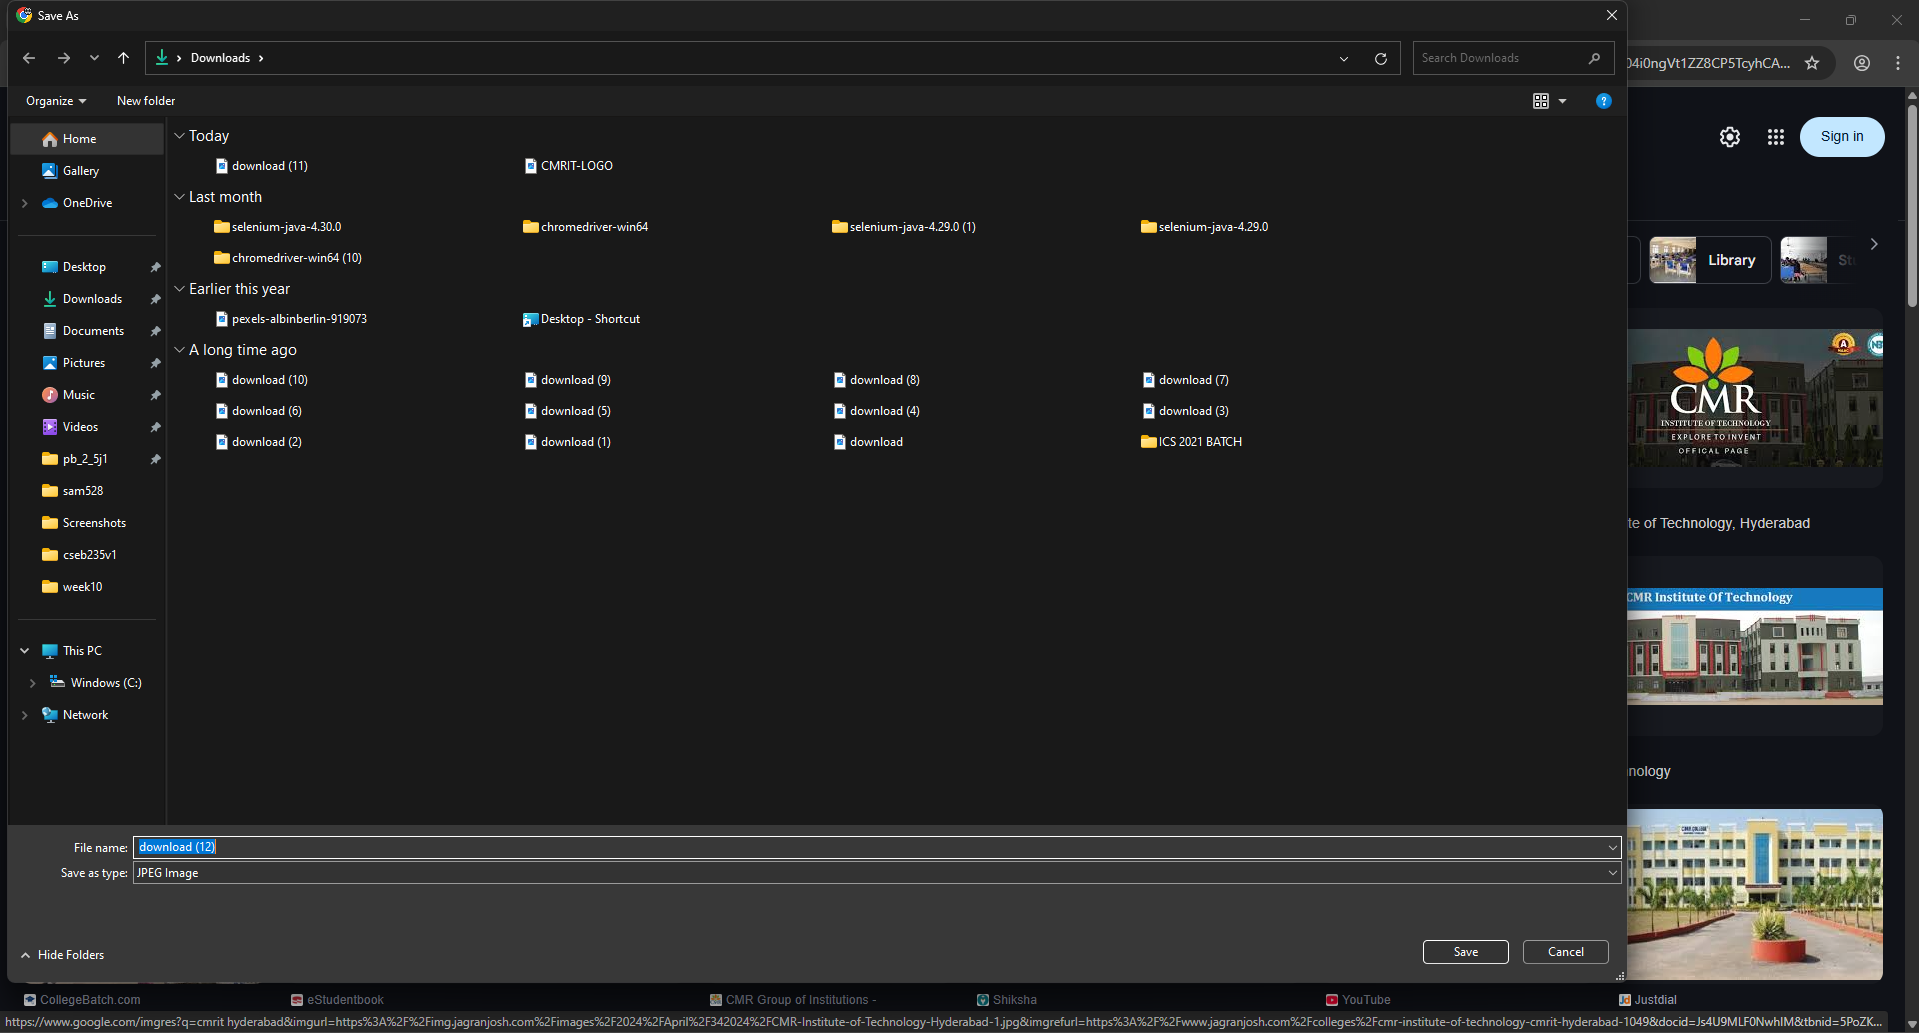 Save As
Downloads
Search Downloads
04i0ngVt1ZZ8CP5TcyhCA...
Organize
New folder
Sign in
Home
Gallery
OneDrive
Desktop
Downloads
Documents
Pictures
Music
Videos
pb_2_5j1
sam528
Screenshots
cseb235v1
week10
This PC
Windows (C:)
Network
Today
download (11)
CMRIT-LOGO
Last month
selenium-java-4.30.0
chromedriver-win64
selenium-java-4.29.0 (1)
selenium-java-4.29.0
chromedriver-win64 (10)
Earlier this year
pexels-albinberlin-919073
Desktop - Shortcut
A long time ago
download (10)
download (9)
download (8)
download (7)
download (6)
download (5)
download (4)
download (3)
download (2)
download (1)
download
ICS 2021 BATCH
Library
CMR
INSTITUTE OF TECHNOLOGY
EXPLORE TO INVENT
OFFICAL PAGE
te of Technology, Hyderabad
CMR Institute Of Technology
nology
File name: download (12)
Save as type: JPEG Image
Hide Folders
Save
Cancel
CollegeBatch.com
eStudentbook
CMR Group of Institutions -
Shiksha
YouTube
Justdial
https://www.google.com/imgres?q=cmrit hyderabad&imgurl=https%3A%2F%2Fimg.jagranjosh.com%2Fimages%2F2024%2FApril%2F342024%2FCMR-Institute-of-Technology-Hyderabad-1.jpg&imgrefurl=https%3A%2F%2Fwww.jagranjosh.com%2Fcolleges%2Fcmr-institute-of-technology-cmrit-hyderabad-1049&docid=Js4U9MLF0NwhIM&tbnid=5PoZK...